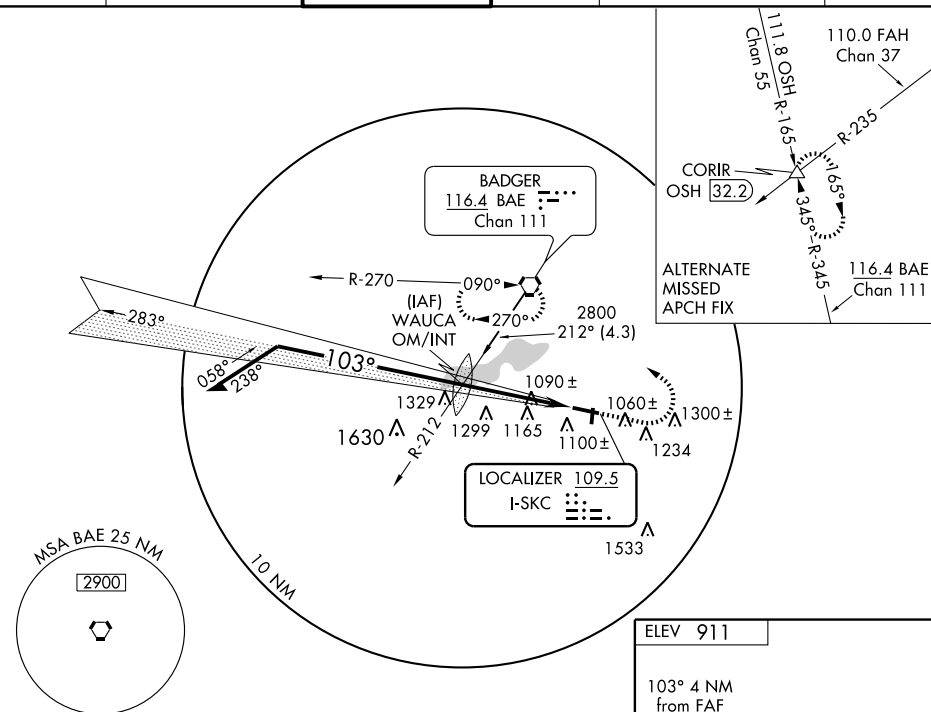 111.8 OSH
Chan 55
R-165
110.0 FAH
Chan 37
R-235
CORIR
OSH 32.2
165°
345°
R-345
116.4 BAE
Chan 111
ALTERNATE
MISSED
APCH FIX
BADGER
116.4 BAE
Chan 111
R-270
090°
270°
(IAF)
WAUCA
OM/INT
2800
212° (4.3)
283°
103°
058°
238°
1090 ±
1329
1060 ±
1300 ±
1630
1299
1165
1100 ±
1234
R-212
LOCALIZER 109.5
I-SKC
1533
10 NM
MSA BAE 25 NM
2900
ELEV 911
103° 4 NM
from FAF